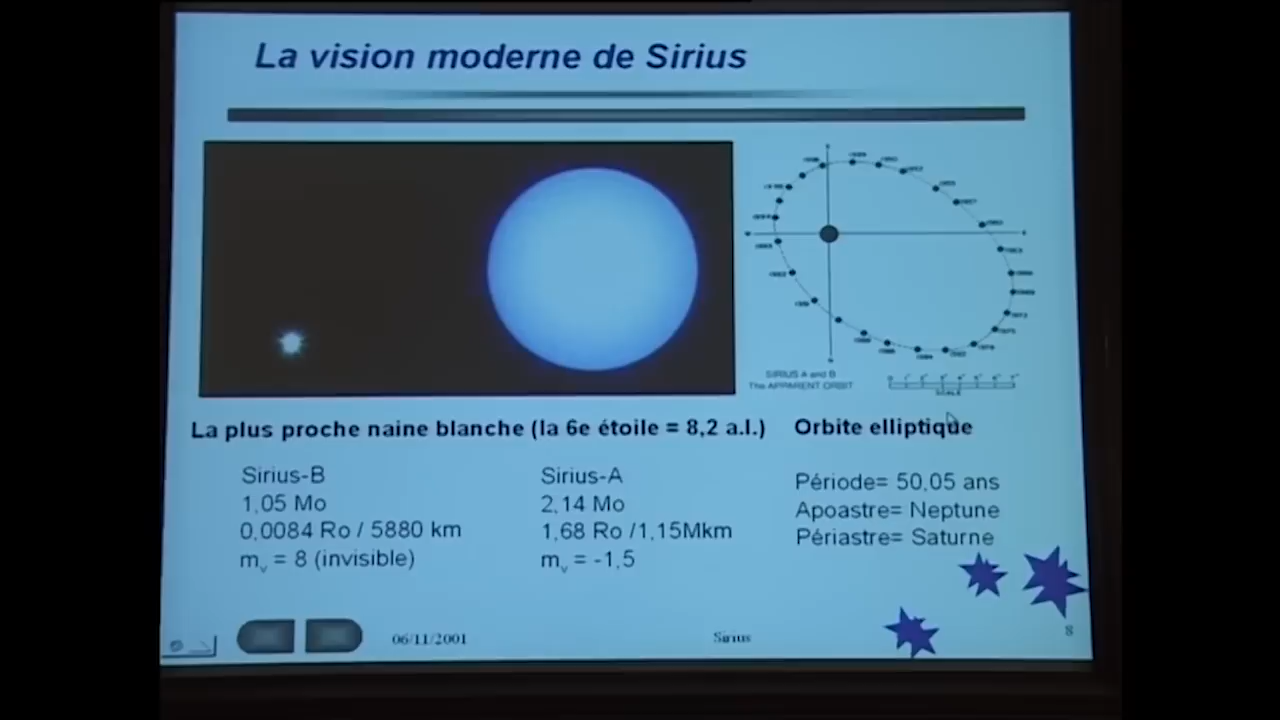 La vision moderne de Sirius
SIRIUS A and B
The APPARENT ORBIT
SCALE
La plus proche naine blanche (la 6e étoile = 8,2 a.l.)
Orbite elliptique
Sirius-B
1,05 Mo
0,0084 Ro / 5880 km
mv = 8 (invisible)
Sirius-A
2,14 Mo
1,68 Ro /1,15Mkm
mv = -1,5
Période= 50,05 ans
Apoastre= Neptune
Périastre= Saturne
06/11/2001
Sirius
8